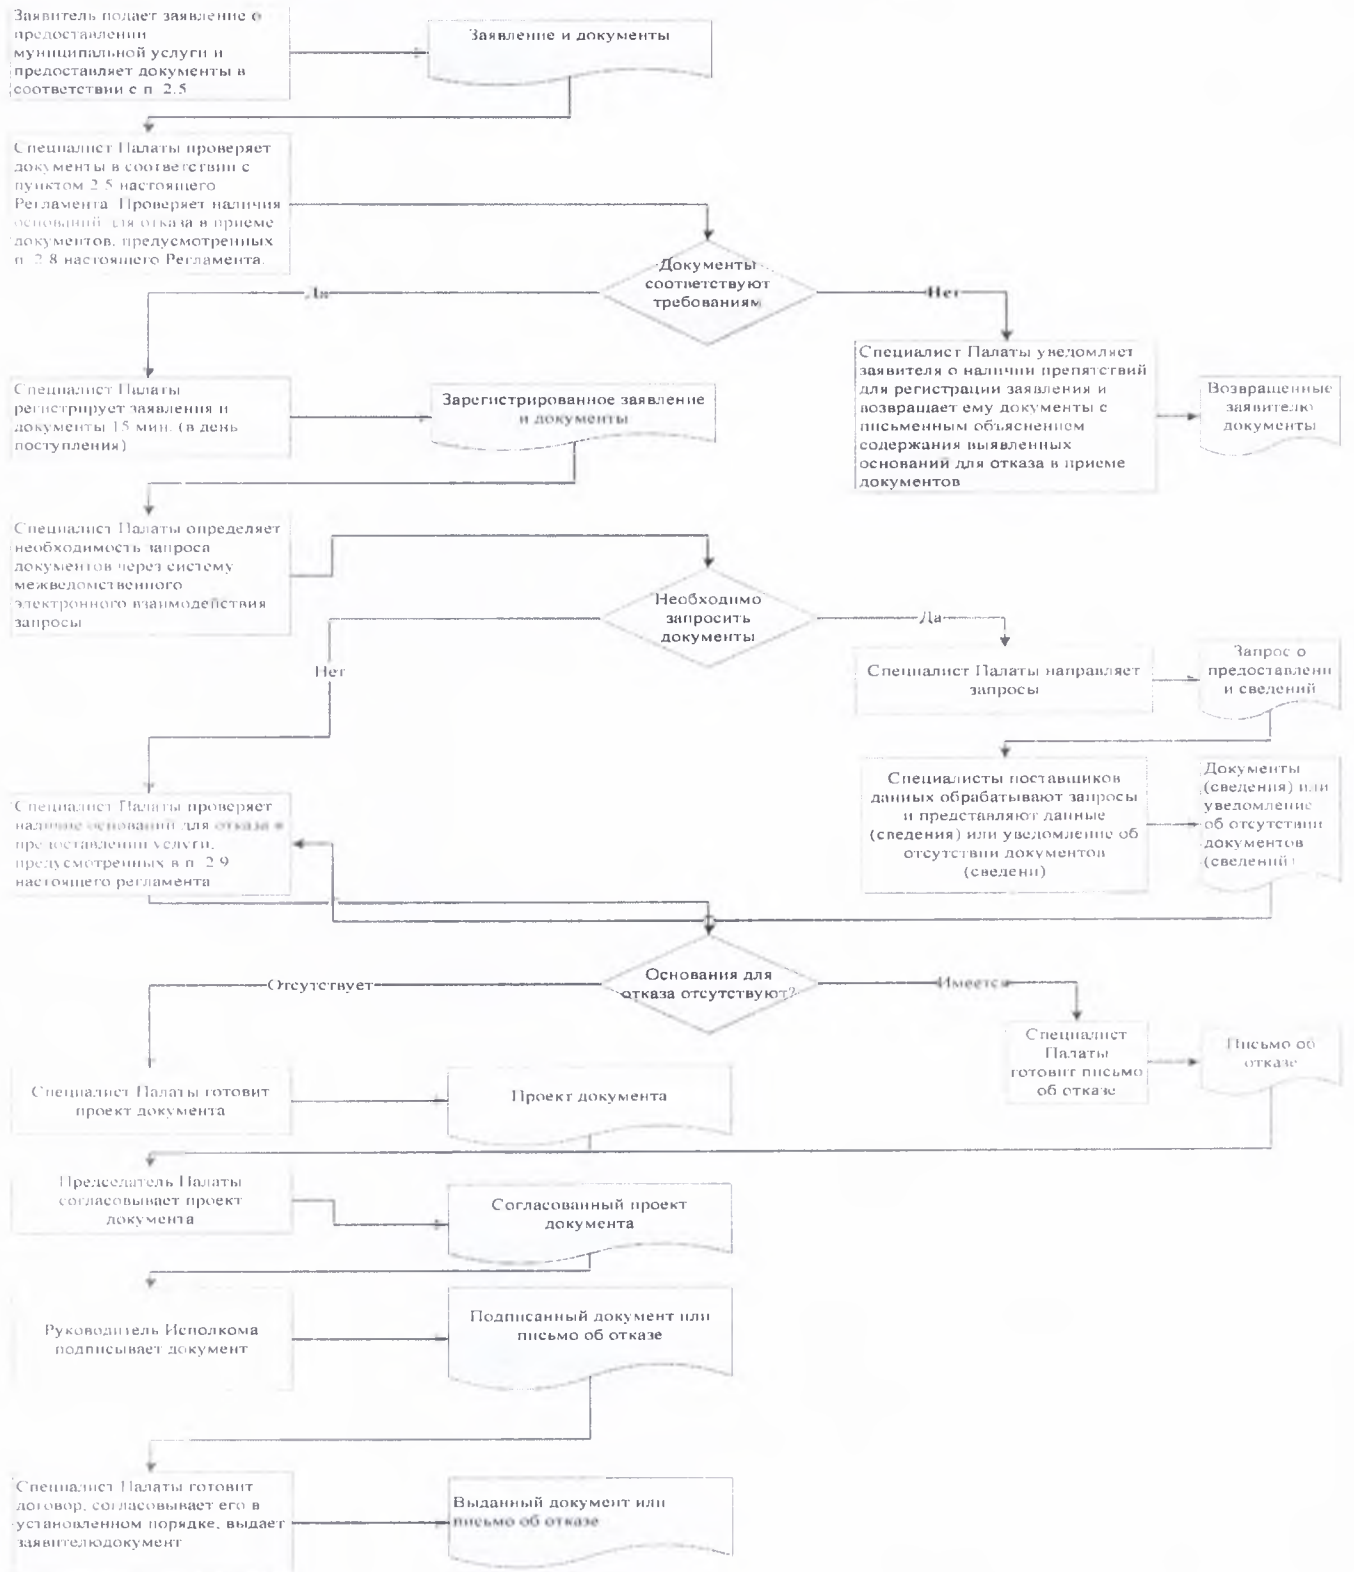 Заявитель подает заявление о
предоставлении
муниципальной услуги и
предоставляет документы в
соответствии с п. 2.5
Заявление и документы
Специалист Палаты проверяет
документы в соответствии с
пунктом 2.5 настоящего
Регламента. Проверяет наличия
оснований для отказа в приеме
документов, предусмотренных
п. 2.8 настоящего Регламента.
Документы
соответствуют
требованиям
Да
Нет
Специалист Палаты
регистрирует заявления и
документы 15 мин. (в день
поступления)
Зарегистрированное заявление
и документы
Специалист Палаты уведомляет
заявителя о наличии препятствий
для регистрации заявления и
возвращает ему документы с
письменным объяснением
содержания выявленных
оснований для отказа в приеме
документов
Возвращенные
заявителю
документы
Специалист Палаты определяет
необходимость запроса
документов через систему
межведомственного
электронного взаимодействия
запросы
Необходимо
запросить
документы
Да
Нет
Специалист Палаты направляет
запросы
Запрос о
предоставлени
и сведений
Специалисты поставщиков
данных обрабатывают запросы
и представляют данные
(сведения) или уведомление об
отсутствии документов
(сведени)
Документы
(сведения) или
уведомление
об отсутствии
документов
(сведений)
Специалист Палаты проверяет
наличие оснований для отказа в
предоставлении услуги,
предусмотренных в п. 2.9
настоящего регламента
Основания для
отказа отсутствуют?
Отсутствует
Имеется
Специалист
Палаты
готовит письмо
об отказе
Письмо об
отказе
Специалист Палаты готовит
проект документа
Проект документа
Председатель Палаты
согласовывает проект
документа
Согласованный проект
документа
Руководитель Исполкома
подписывает документ
Подписанный документ или
письмо об отказе
Специалист Палаты готовит
договор, согласовывает его в
установленном порядке, выдает
заявителюдокумент
Выданный документ или
письмо об отказе